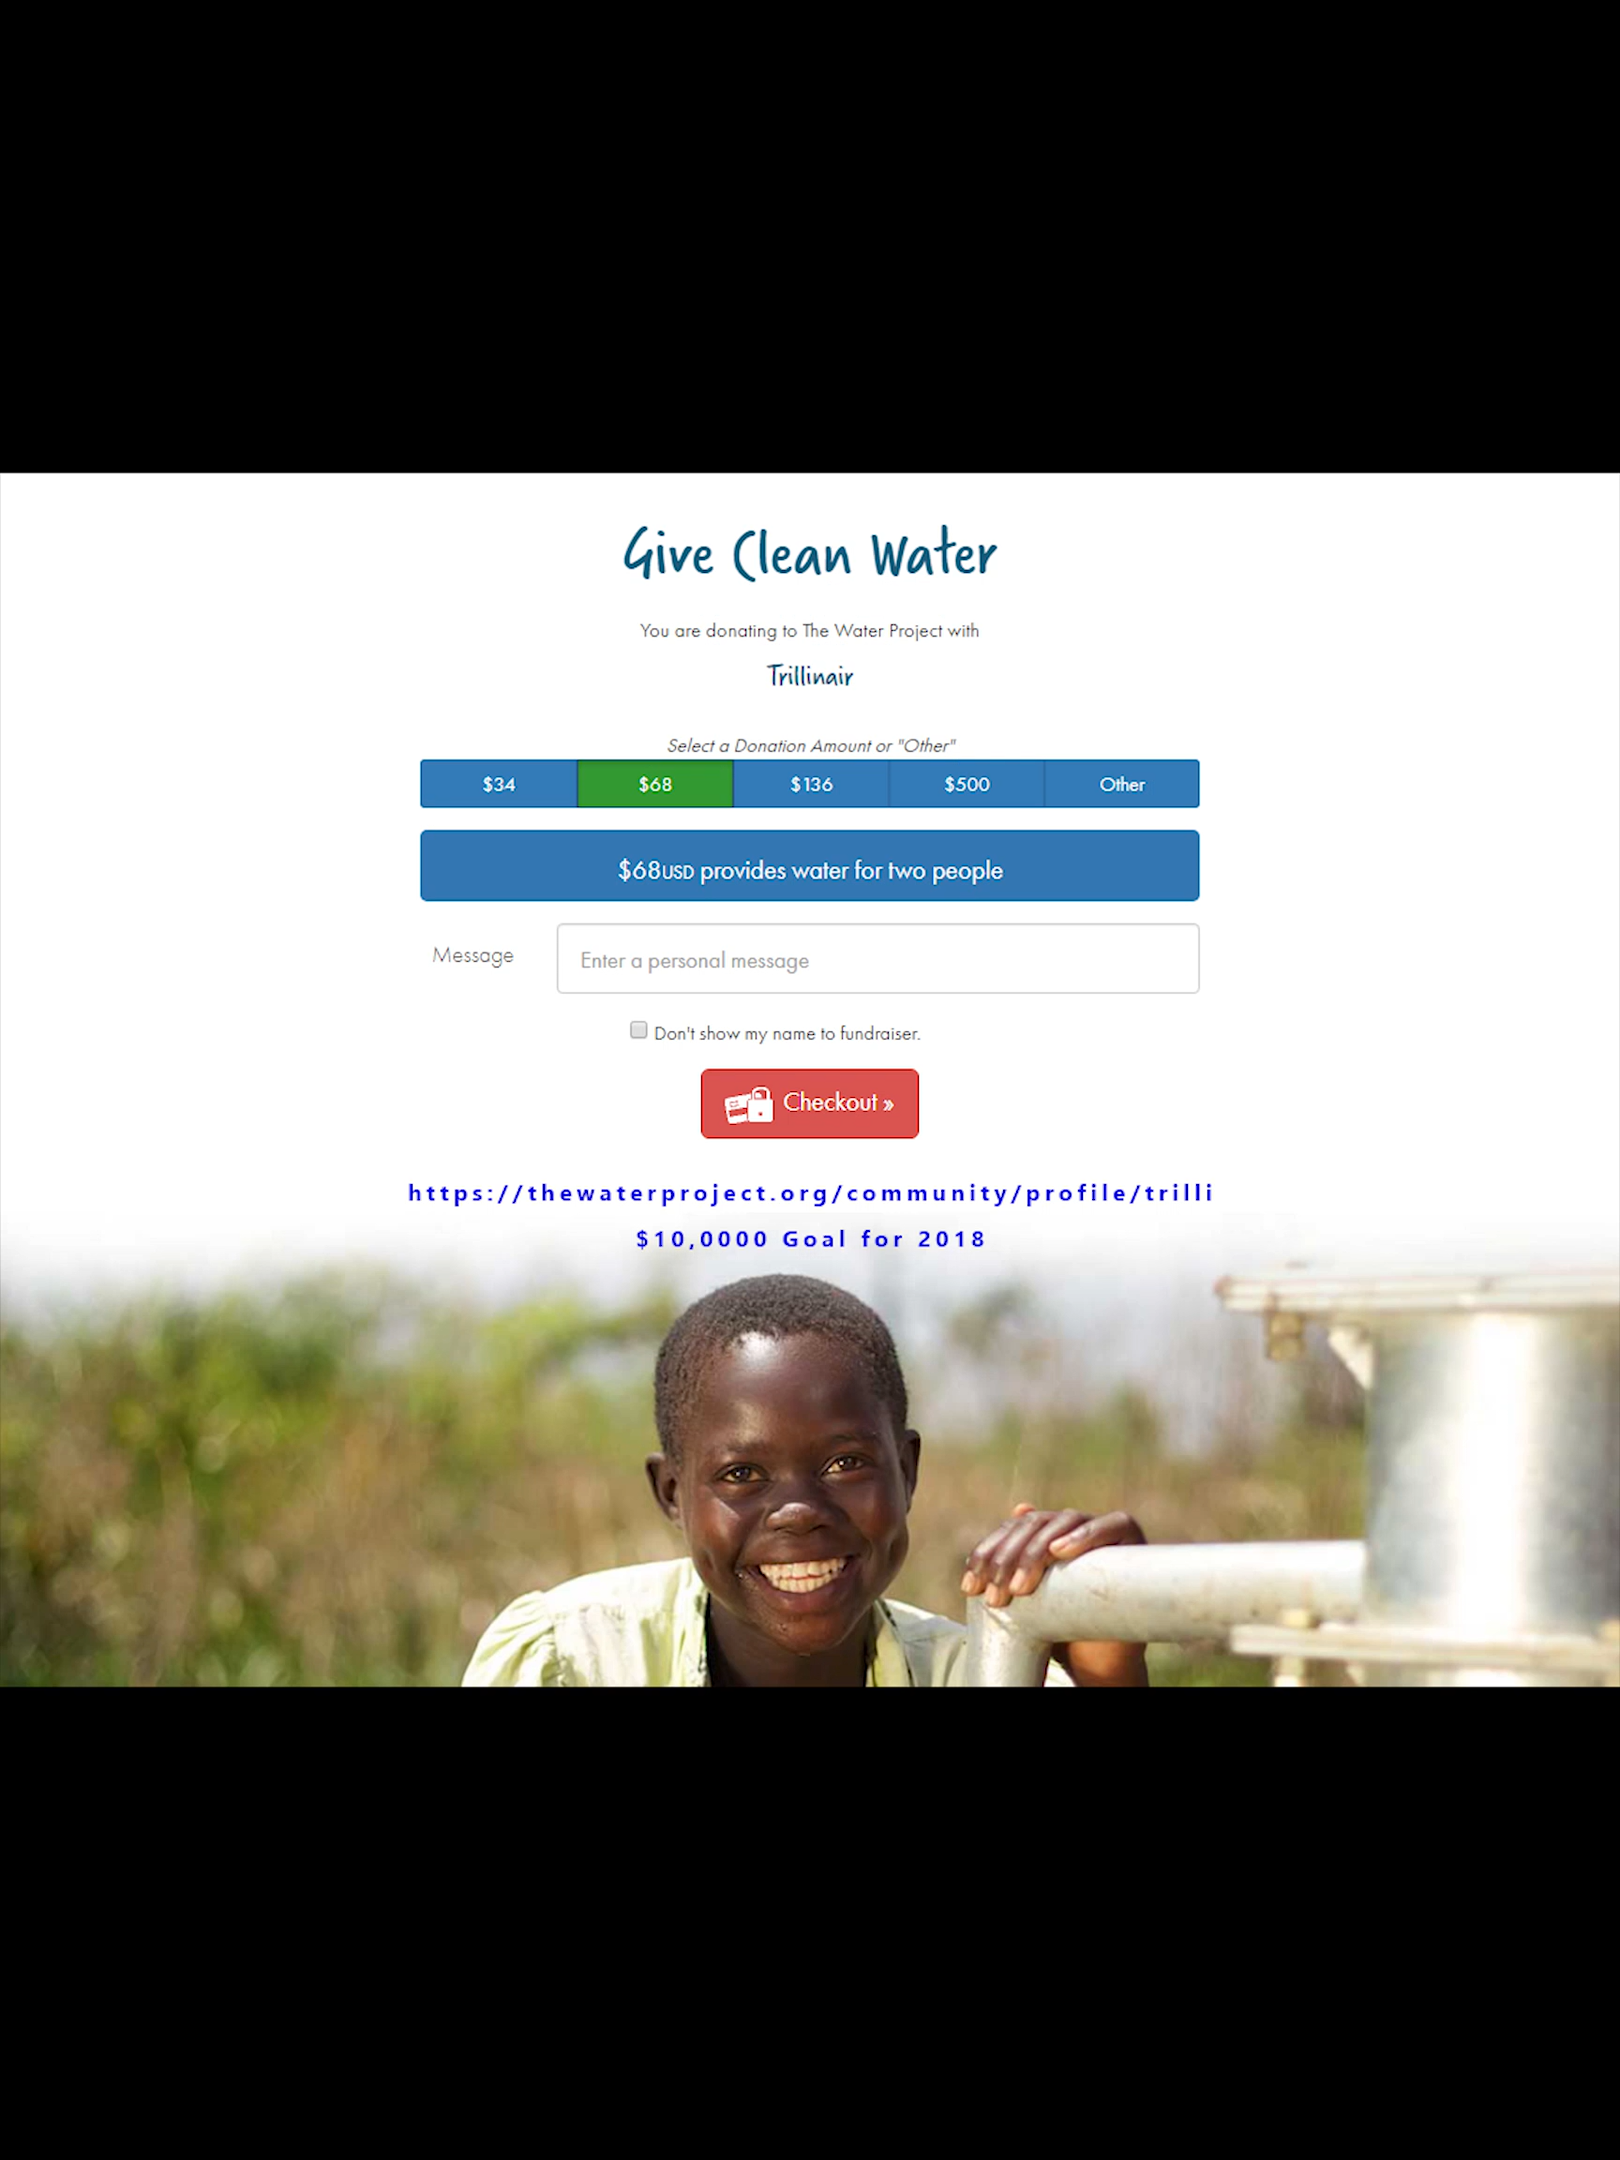 Give Clean Water
You are donating to The Water Project with
Trillinair
Select a Donation Amount or "Other"
$34 $68 $136 $500 Other
$68USD provides water for two people
Message Enter a personal message
Don't show my name to fundraiser.
Checkout »
https://thewaterproject.org/community/profile/trilli
$10,0000 Goal for 2018